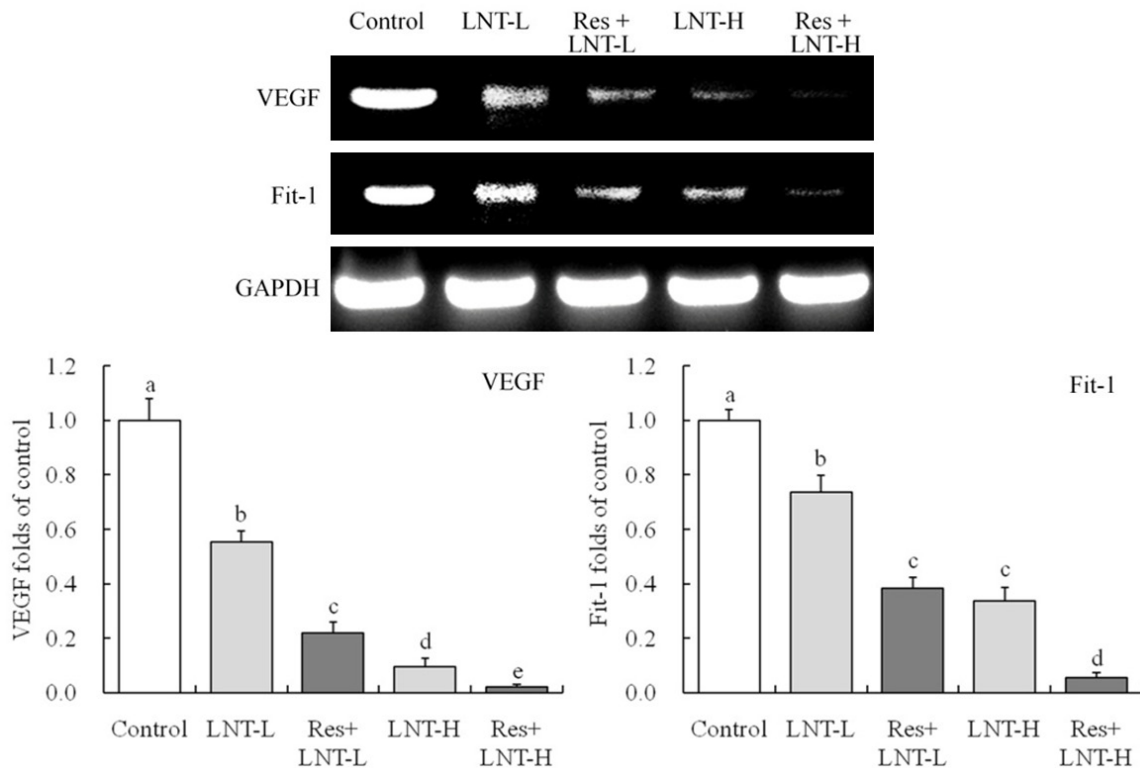 Control LNT-L Res + LNT-L LNT-H Res + LNT-H
VEGF
Fit-1
GAPDH
VEGF
VEGF folds of control
1.2
1.0
0.8
0.6
0.4
0.2
0.0
a
b
c
d
e
Control LNT-L Res+ LNT-L LNT-H Res+ LNT-H
Fit-1
Fit-1 folds of control
1.2
1.0
0.8
0.6
0.4
0.2
0.0
a
b
c
c
d
Control LNT-L Res+ LNT-L LNT-H Res+ LNT-H